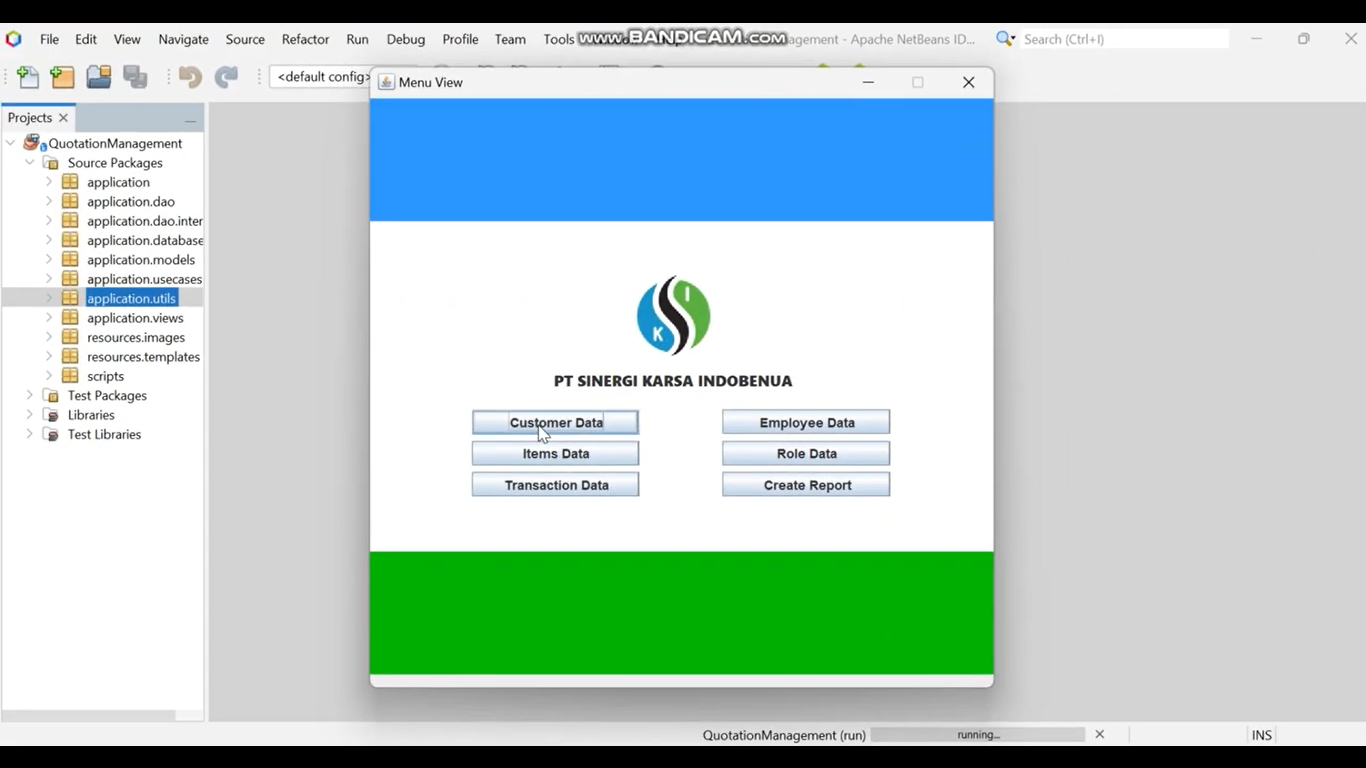 File Edit View Navigate Source Refactor Run Debug Profile Team Tools
www.BANDICAM.com
agement - Apache NetBeans ID...
Search (Ctrl+I)
<default config>
Menu View
Projects
QuotationManagement
Source Packages
application
application.dao
application.dao.inter
application.database
application.models
application.usecases
application.utils
application.views
resources.images
resources.templates
scripts
Test Packages
Libraries
Test Libraries
K S I
PT SINERGI KARSA INDOBENUA
Customer Data
Employee Data
Items Data
Role Data
Transaction Data
Create Report
QuotationManagement (run)
running...
INS